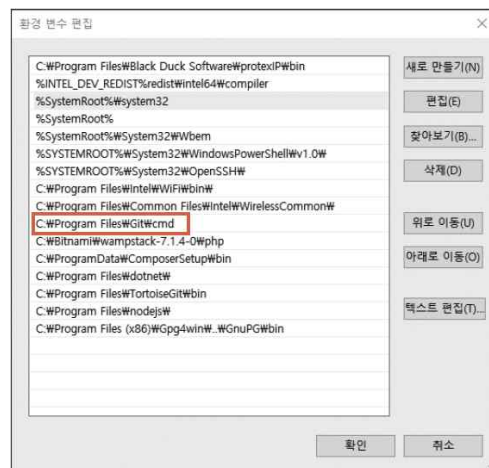 환경 변수 편집
C:₩Program Files₩Black Duck Software₩protexIP₩bin
%INTEL_DEV_REDIST%redist₩intel64₩compiler
%SystemRoot%₩system32
%SystemRoot%
%SystemRoot%₩System32₩Wbem
%SYSTEMROOT%₩System32₩WindowsPowerShell₩v1.0₩
%SYSTEMROOT%₩System32₩OpenSSH₩
C:₩Program Files₩Intel₩WiFi₩bin₩
C:₩Program Files₩Common Files₩Intel₩WirelessCommon₩
C:₩Program Files₩Git₩cmd
C:₩Bitnami₩wampstack-7.1.4-0₩php
C:₩ProgramData₩ComposerSetup₩bin
C:₩Program Files₩dotnet₩
C:₩Program Files₩TortoiseGit₩bin
C:₩Program Files₩nodejs₩
C:₩Program Files (x86)₩Gpg4win₩..₩GnuPG₩bin
새로 만들기(N)
편집(E)
찾아보기(B)...
삭제(D)
위로 이동(U)
아래로 이동(O)
텍스트 편집(T)...
확인
취소